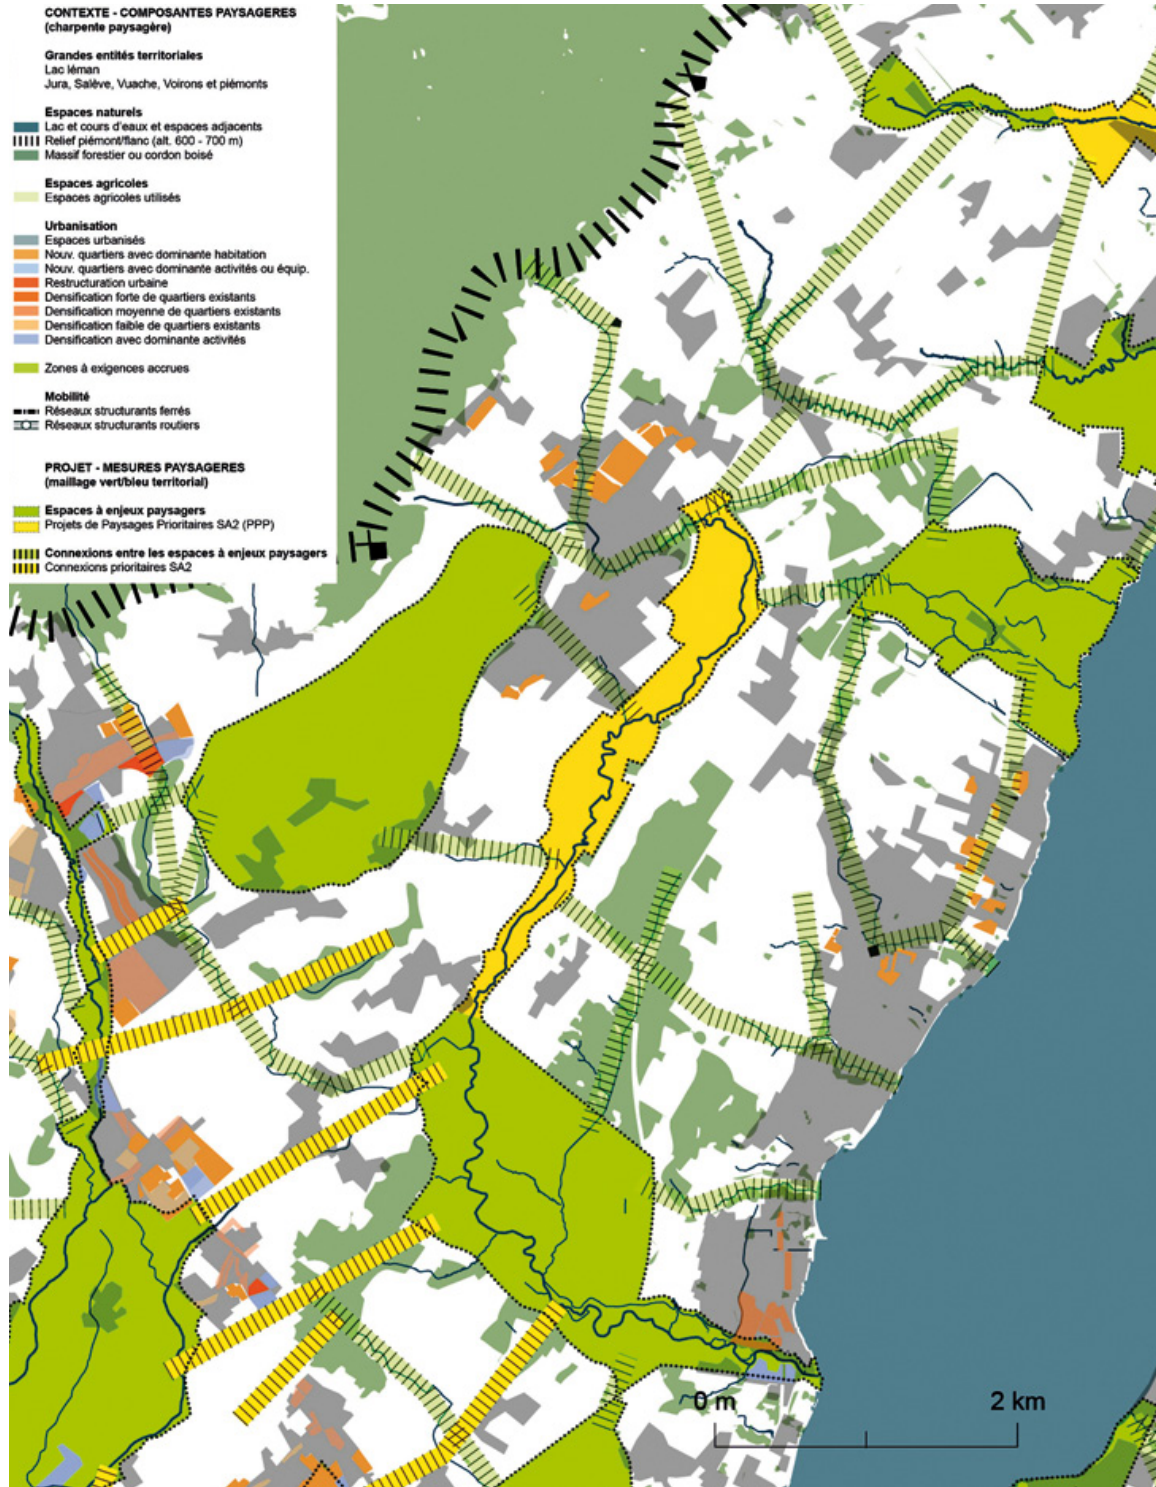 CONTEXTE - COMPOSANTES PAYSAGERES
(charpente paysagère)
Grandes entités territoriales
Lac léman
Jura, Salève, Vuache, Voirons et piémonts
Espaces naturels
Lac et cours d'eaux et espaces adjacents
Relief piémont/flanc (alt. 600 - 700 m)
Massif forestier ou cordon boisé
Espaces agricoles
Espaces agricoles utilisés
Urbanisation
Espaces urbanisés
Nouv. quartiers avec dominante habitation
Nouv. quartiers avec dominante activités ou équip.
Restructuration urbaine
Densification forte de quartiers existants
Densification moyenne de quartiers existants
Densification faible de quartiers existants
Densification avec dominante activités
Zones à exigences accrues
Mobilité
Réseaux structurants ferrés
Réseaux structurants routiers
PROJET - MESURES PAYSAGERES
(maillage vert/bleu territorial)
Espaces à enjeux paysagers
Projets de Paysages Prioritaires SA2 (PPP)
Connexions entre les espaces à enjeux paysagers
Connexions prioritaires SA2
0 m 2 km